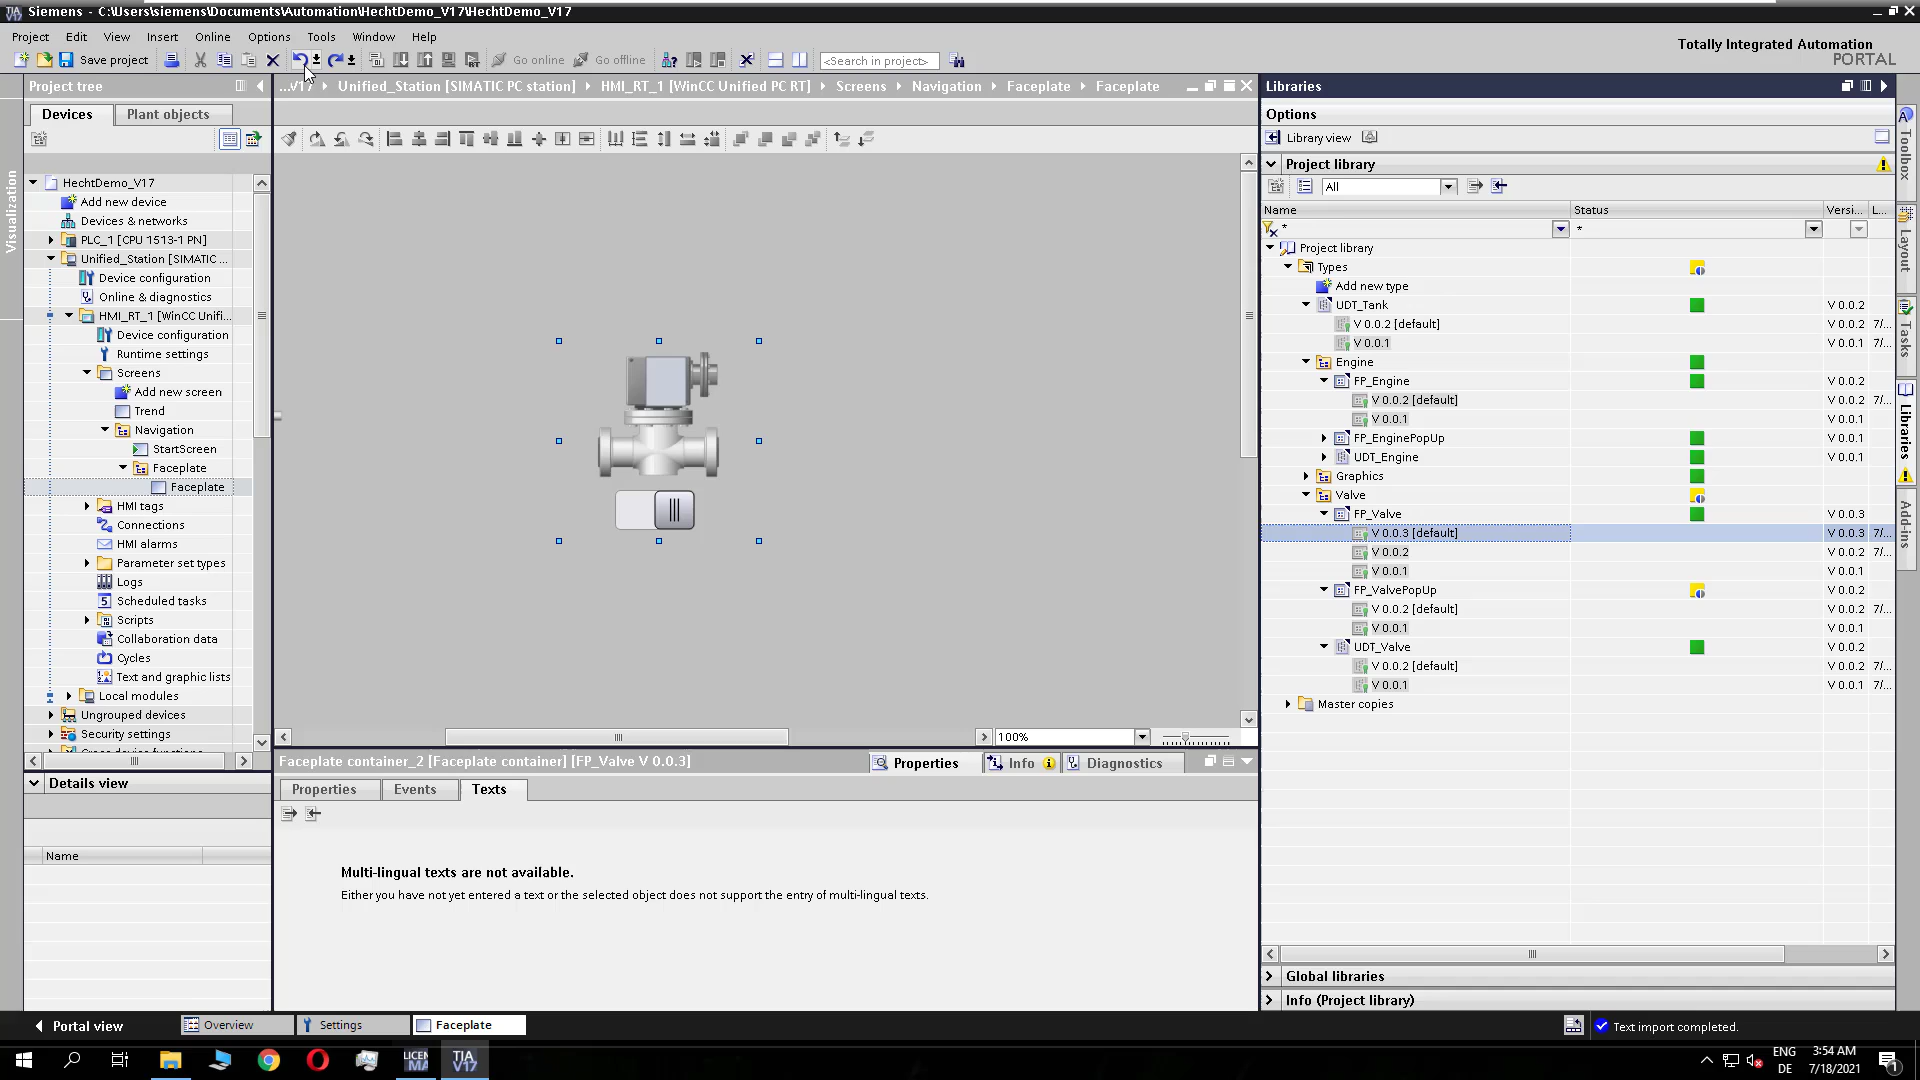 Siemens - C:\Users\siemens\Documents\Automation\HechtDemo_V17\HechtDemo_V17
Project Edit View Insert Online Options Tools Window Help
Totally Integrated Automation
PORTAL
Save project
Go online
Go offline
<Search in project>
Project tree
...V17 Unified_Station [SIMATIC PC station] HMI_RT_1 [WinCC Unified PC RT] Screens Navigation Faceplate Faceplate
Libraries
Devices
Plant objects
Options
Library view
Project library
All
Visualization
HechtDemo_V17
Add new device
Devices & networks
PLC_1 [CPU 1513-1 PN]
Unified_Station [SIMATIC ...
Device configuration
Online & diagnostics
HMI_RT_1 [WinCC Unifi...
Device configuration
Runtime settings
Screens
Add new screen
Trend
Navigation
StartScreen
Faceplate
Faceplate
HMI tags
Connections
HMI alarms
Parameter set types
Logs
Scheduled tasks
Scripts
Collaboration data
Cycles
Text and graphic lists
Local modules
Ungrouped devices
Security settings
Details view
Name
100%
Faceplate container_2 [Faceplate container] [FP_Valve V 0.0.3]
Properties
Info
Diagnostics
Properties
Events
Texts
Multi-lingual texts are not available.
Either you have not yet entered a text or the selected object does not support the entry of multi-lingual texts.
Name Status Versi... L...
* *
Project library
Types
Add new type
UDT_Tank V 0.0.2
V 0.0.2 [default] V 0.0.2 7/...
V 0.0.1 V 0.0.1 7/...
Engine
FP_Engine V 0.0.2
V 0.0.2 [default] V 0.0.2 7/...
V 0.0.1 V 0.0.1
FP_EnginePopUp V 0.0.1
UDT_Engine V 0.0.1
Graphics
Valve
FP_Valve V 0.0.3
V 0.0.3 [default] V 0.0.3 7/...
V 0.0.2 V 0.0.2 7/...
V 0.0.1 V 0.0.1
FP_ValvePopUp V 0.0.2
V 0.0.2 [default] V 0.0.2 7/...
V 0.0.1 V 0.0.1
UDT_Valve V 0.0.2
V 0.0.2 [default] V 0.0.2 7/...
V 0.0.1 V 0.0.1 7/...
Master copies
Global libraries
Info (Project library)
Toolbox
Layout
Tasks
Libraries
Add-ins
Portal view
Overview
Settings
Faceplate
Text import completed.
LICEN
MA
TIA
V17
ENG
DE
3:54 AM
7/18/2021
1